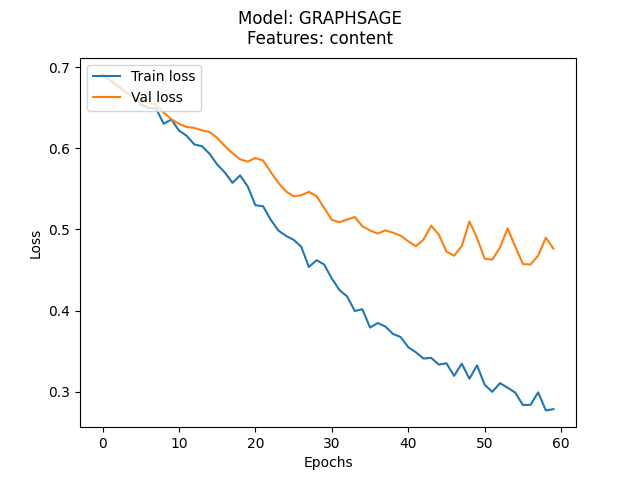 Model: GRAPHSAGE
Features: content
Train loss
Val loss
0.7
0.6
0.5
0.4
0.3
Loss
0 10 20 30 40 50 60
Epochs